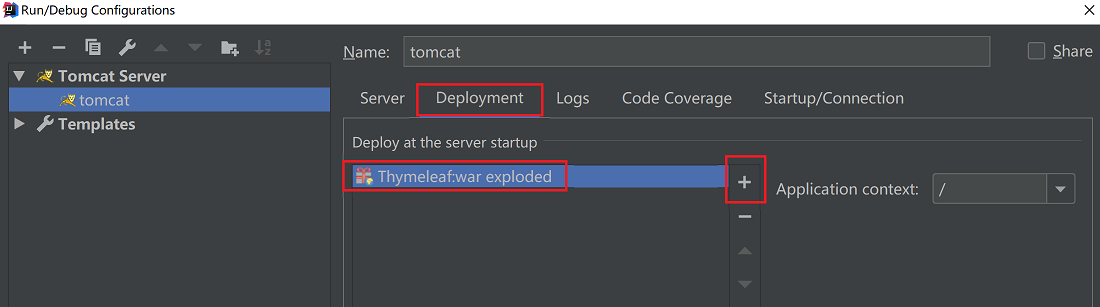 Run/Debug Configurations
Name: tomcat
Share
Tomcat Server
tomcat
Templates
Server Deployment Logs Code Coverage Startup/Connection
Deploy at the server startup
Thymeleaf:war exploded
Application context: /